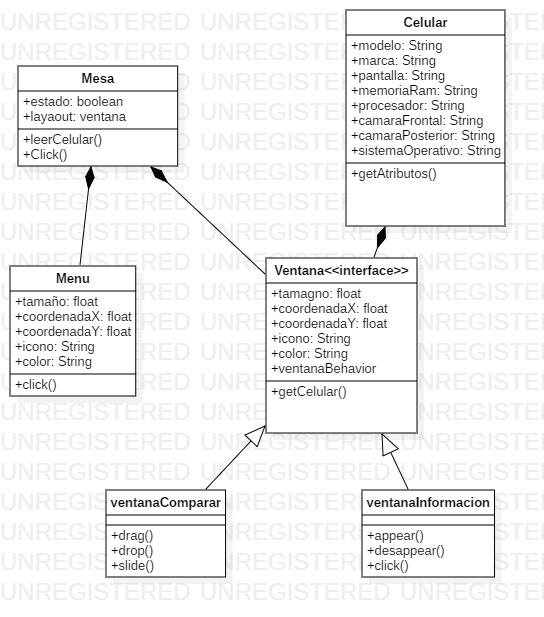 Celular
+modelo: String
+marca: String
+pantalla: String
+memoriaRam: String
+procesador: String
+camaraFrontal: String
+camaraPosterior: String
+sistemaOperativo: String
+getAtributos()
Mesa
+estado: boolean
+layaout: ventana
+leerCelular()
+Click()
Menu
+tamaño: float
+coordenadaX: float
+coordenadaY: float
+icono: String
+color: String
+click()
Ventana<<interface>>
+tamagno: float
+coordenadaX: float
+coordenadaY: float
+icono: String
+color: String
+ventanaBehavior
+getCelular()
ventanaComparar
+drag()
+drop()
+slide()
ventanaInformacion
+appear()
+desappear()
+click()
UNREGISTERED